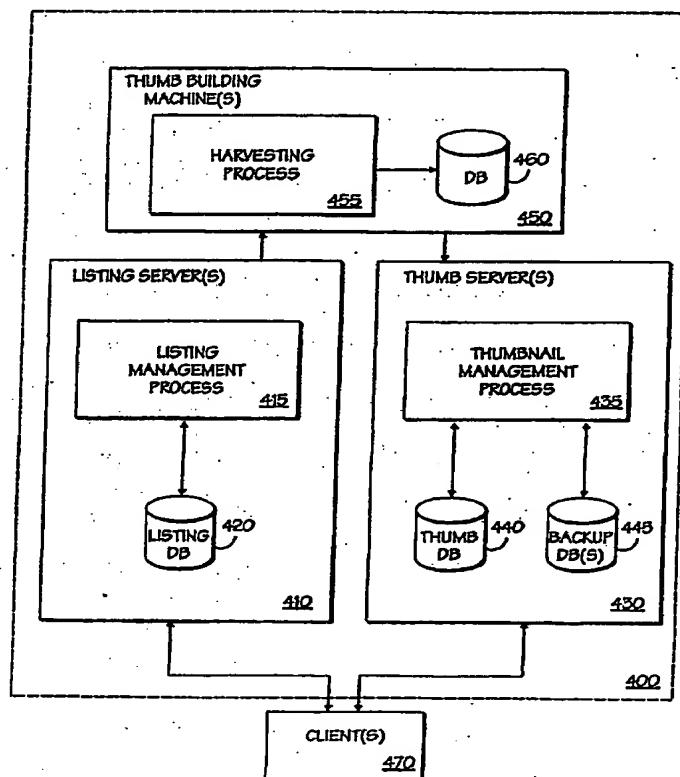 THUMB BUILDING
MACHINE(S)
HARVESTING
PROCESS
455
DB
460
450
LISTING SERVER(S)
LISTING
MANAGEMENT
PROCESS
415
LISTING
DB
420
410
THUMB SERVER(S)
THUMBNAIL
MANAGEMENT
PROCESS
435
THUMB
DB
440
BACKUP
DB(S)
445
430
400
CLIENT(S)
470